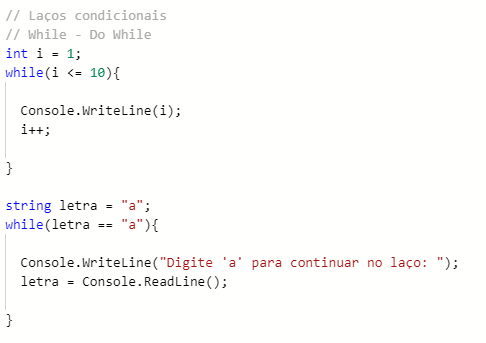 // Laços condicionais
// While - Do While
int i = 1;
while(i <= 10){
Console.WriteLine(i);
i++;
}
string letra = "a";
while(letra == "a"){
Console.WriteLine("Digite 'a' para continuar no laço: ");
letra = Console.ReadLine();
}